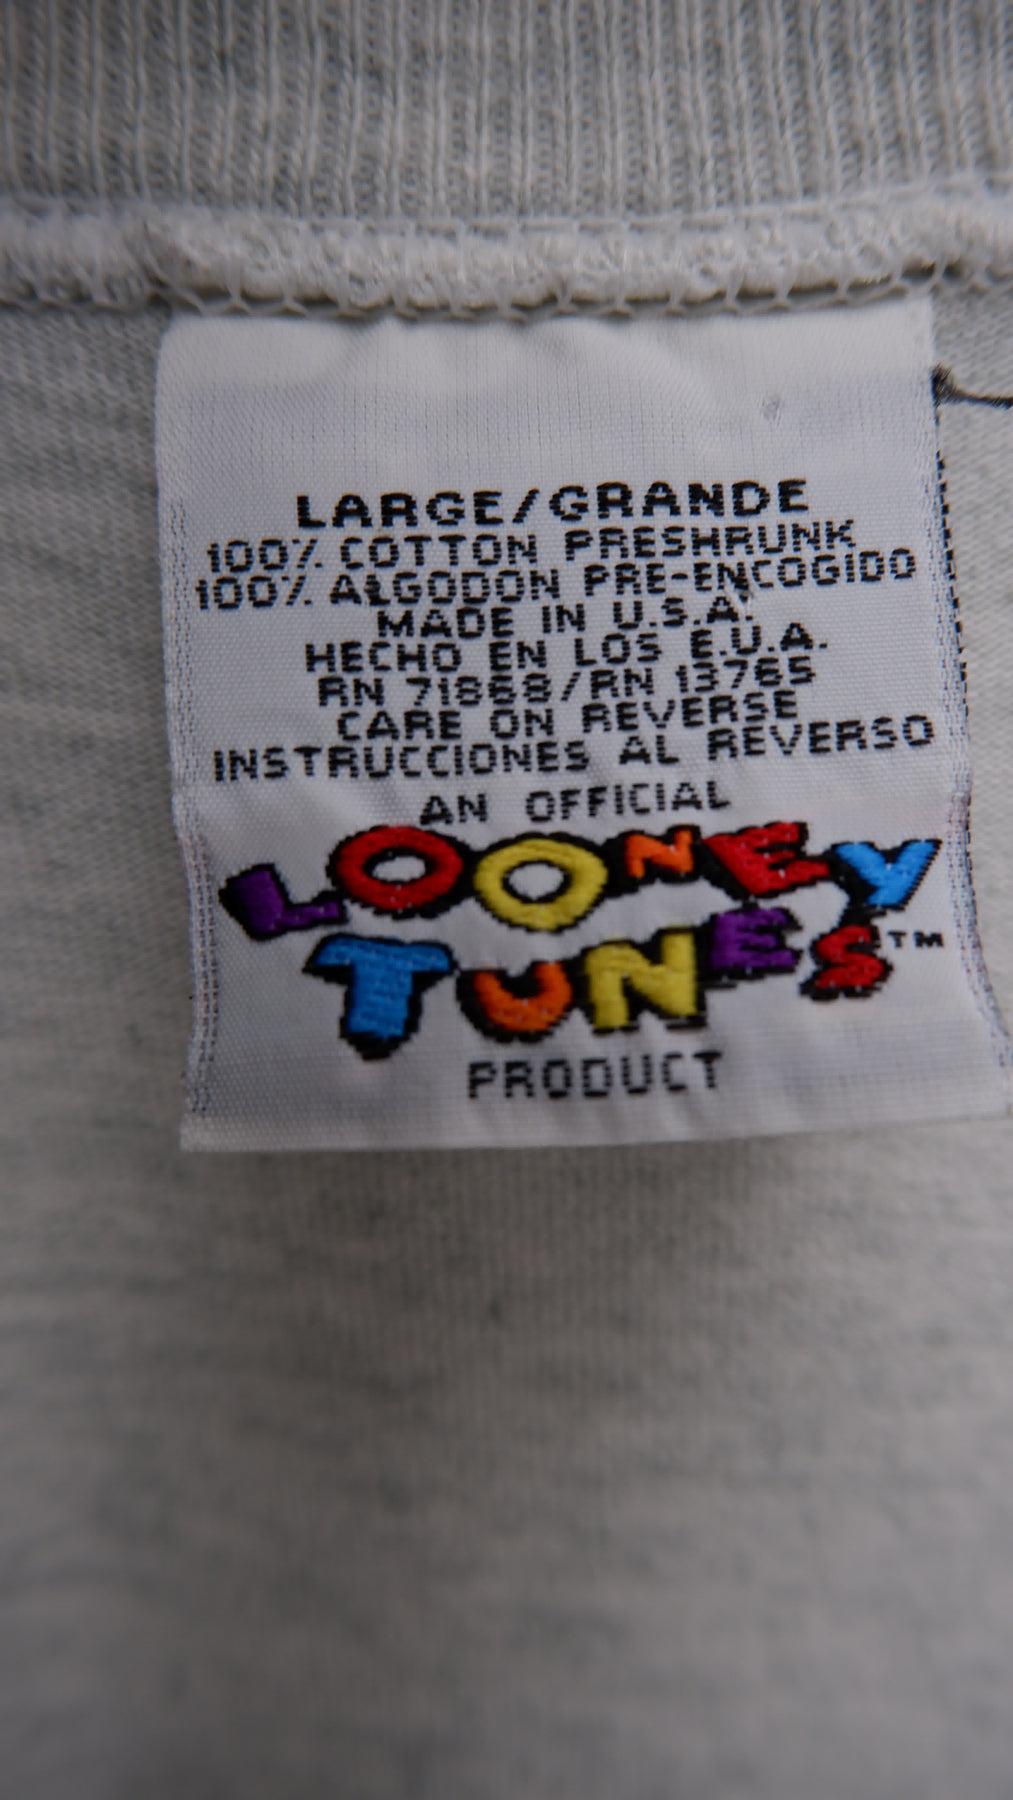 LARGE/GRANDE
100% COTTON PRESHRUNK
100% ALGODON PRE-ENCOGIDO
MADE IN U.S.A.
HECHO EN LOS E.U.A.
RN 71868/RN 13765
CARE ON REVERSE
INSTRUCCIONES AL REVERSO
AN OFFICIAL
LOONEY
TUNES™
PRODUCT